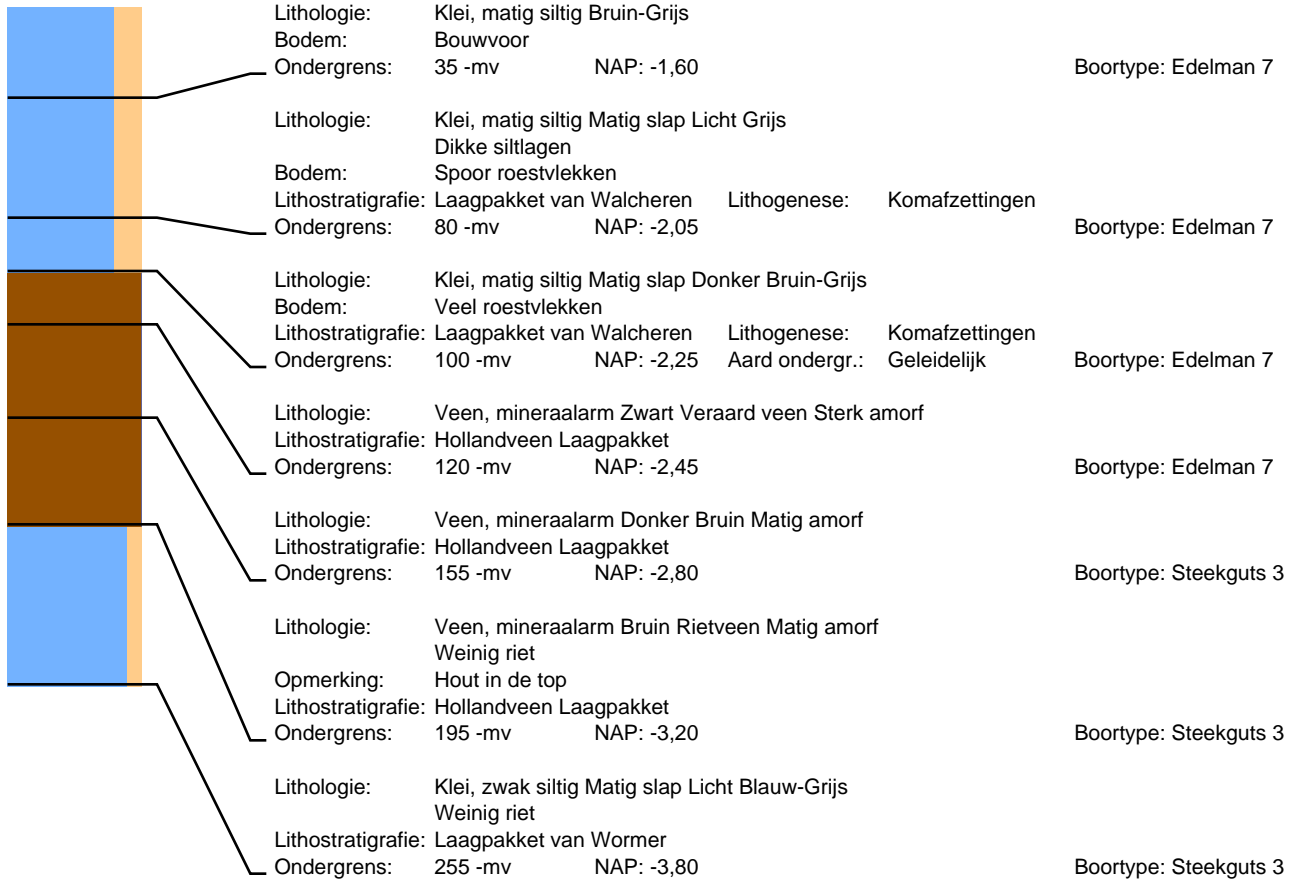 Lithologie: Klei, matig siltig Bruin-Grijs
Bodem: Bouwvoor
Ondergrens: 35 -mv NAP: -1,60 Boortype: Edelman 7
Lithologie: Klei, matig siltig Matig slap Licht Grijs
Dikke siltlagen
Bodem: Spoor roestvlekken
Lithostratigrafie: Laagpakket van Walcheren Lithogenese: Komafzettingen
Ondergrens: 80 -mv NAP: -2,05 Boortype: Edelman 7
Lithologie: Klei, matig siltig Matig slap Donker Bruin-Grijs
Bodem: Veel roestvlekken
Lithostratigrafie: Laagpakket van Walcheren Lithogenese: Komafzettingen
Ondergrens: 100 -mv NAP: -2,25 Aard ondergr.: Geleidelijk Boortype: Edelman 7
Lithologie: Veen, mineraalarm Zwart Veraard veen Sterk amorf
Lithostratigrafie: Hollandveen Laagpakket
Ondergrens: 120 -mv NAP: -2,45 Boortype: Edelman 7
Lithologie: Veen, mineraalarm Donker Bruin Matig amorf
Lithostratigrafie: Hollandveen Laagpakket
Ondergrens: 155 -mv NAP: -2,80 Boortype: Steekguts 3
Lithologie: Veen, mineraalarm Bruin Rietveen Matig amorf
Weinig riet
Opmerking: Hout in de top
Lithostratigrafie: Hollandveen Laagpakket
Ondergrens: 195 -mv NAP: -3,20 Boortype: Steekguts 3
Lithologie: Klei, zwak siltig Matig slap Licht Blauw-Grijs
Weinig riet
Lithostratigrafie: Laagpakket van Wormer
Ondergrens: 255 -mv NAP: -3,80 Boortype: Steekguts 3